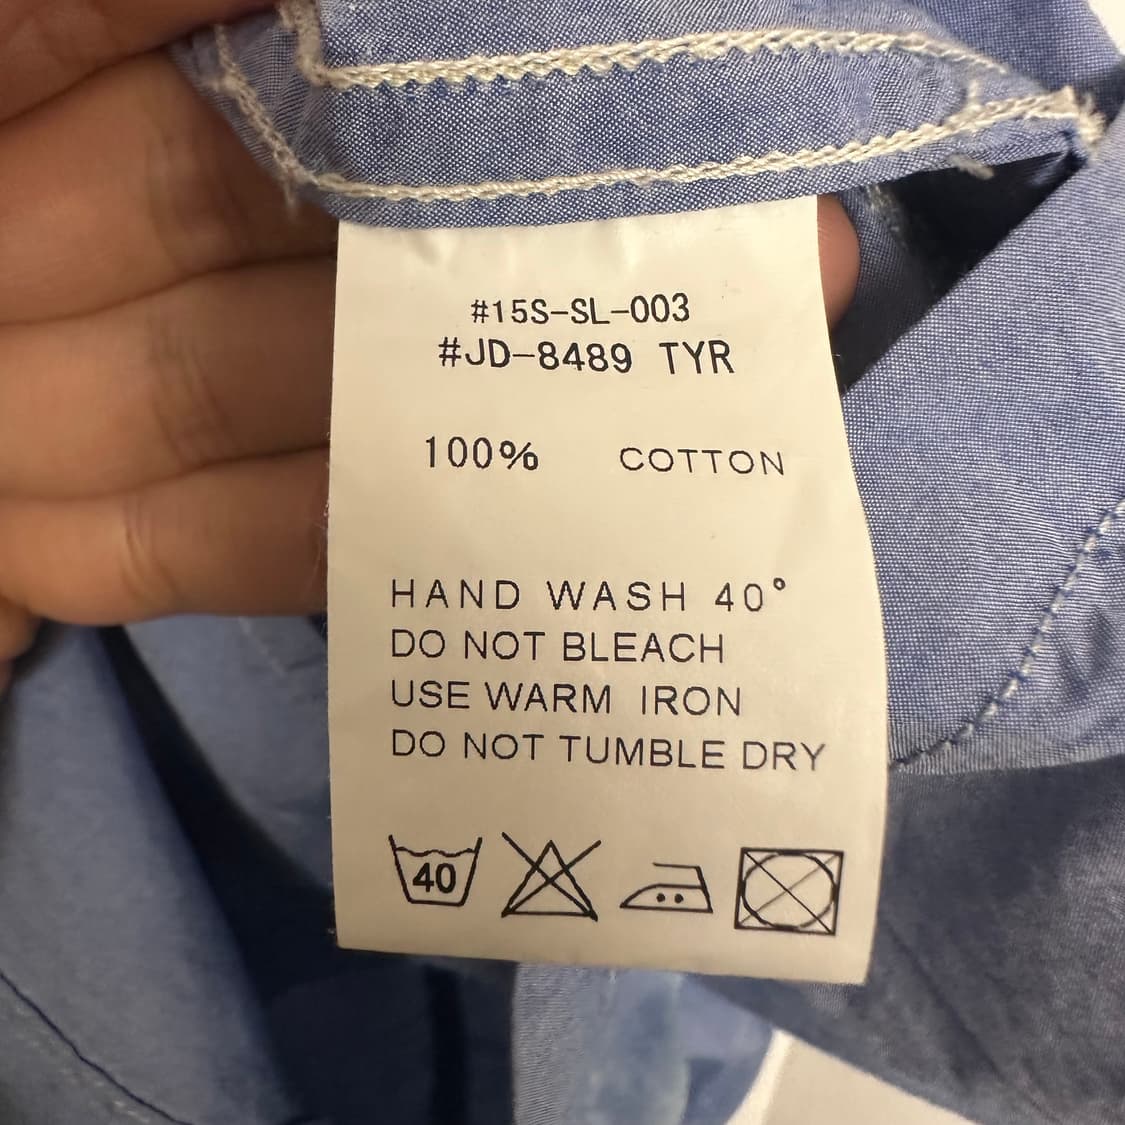 #15S-SL-003
#JD-8489 TYR
100% COTTON
HAND WASH 40°
DO NOT BLEACH
USE WARM IRON
DO NOT TUMBLE DRY
40